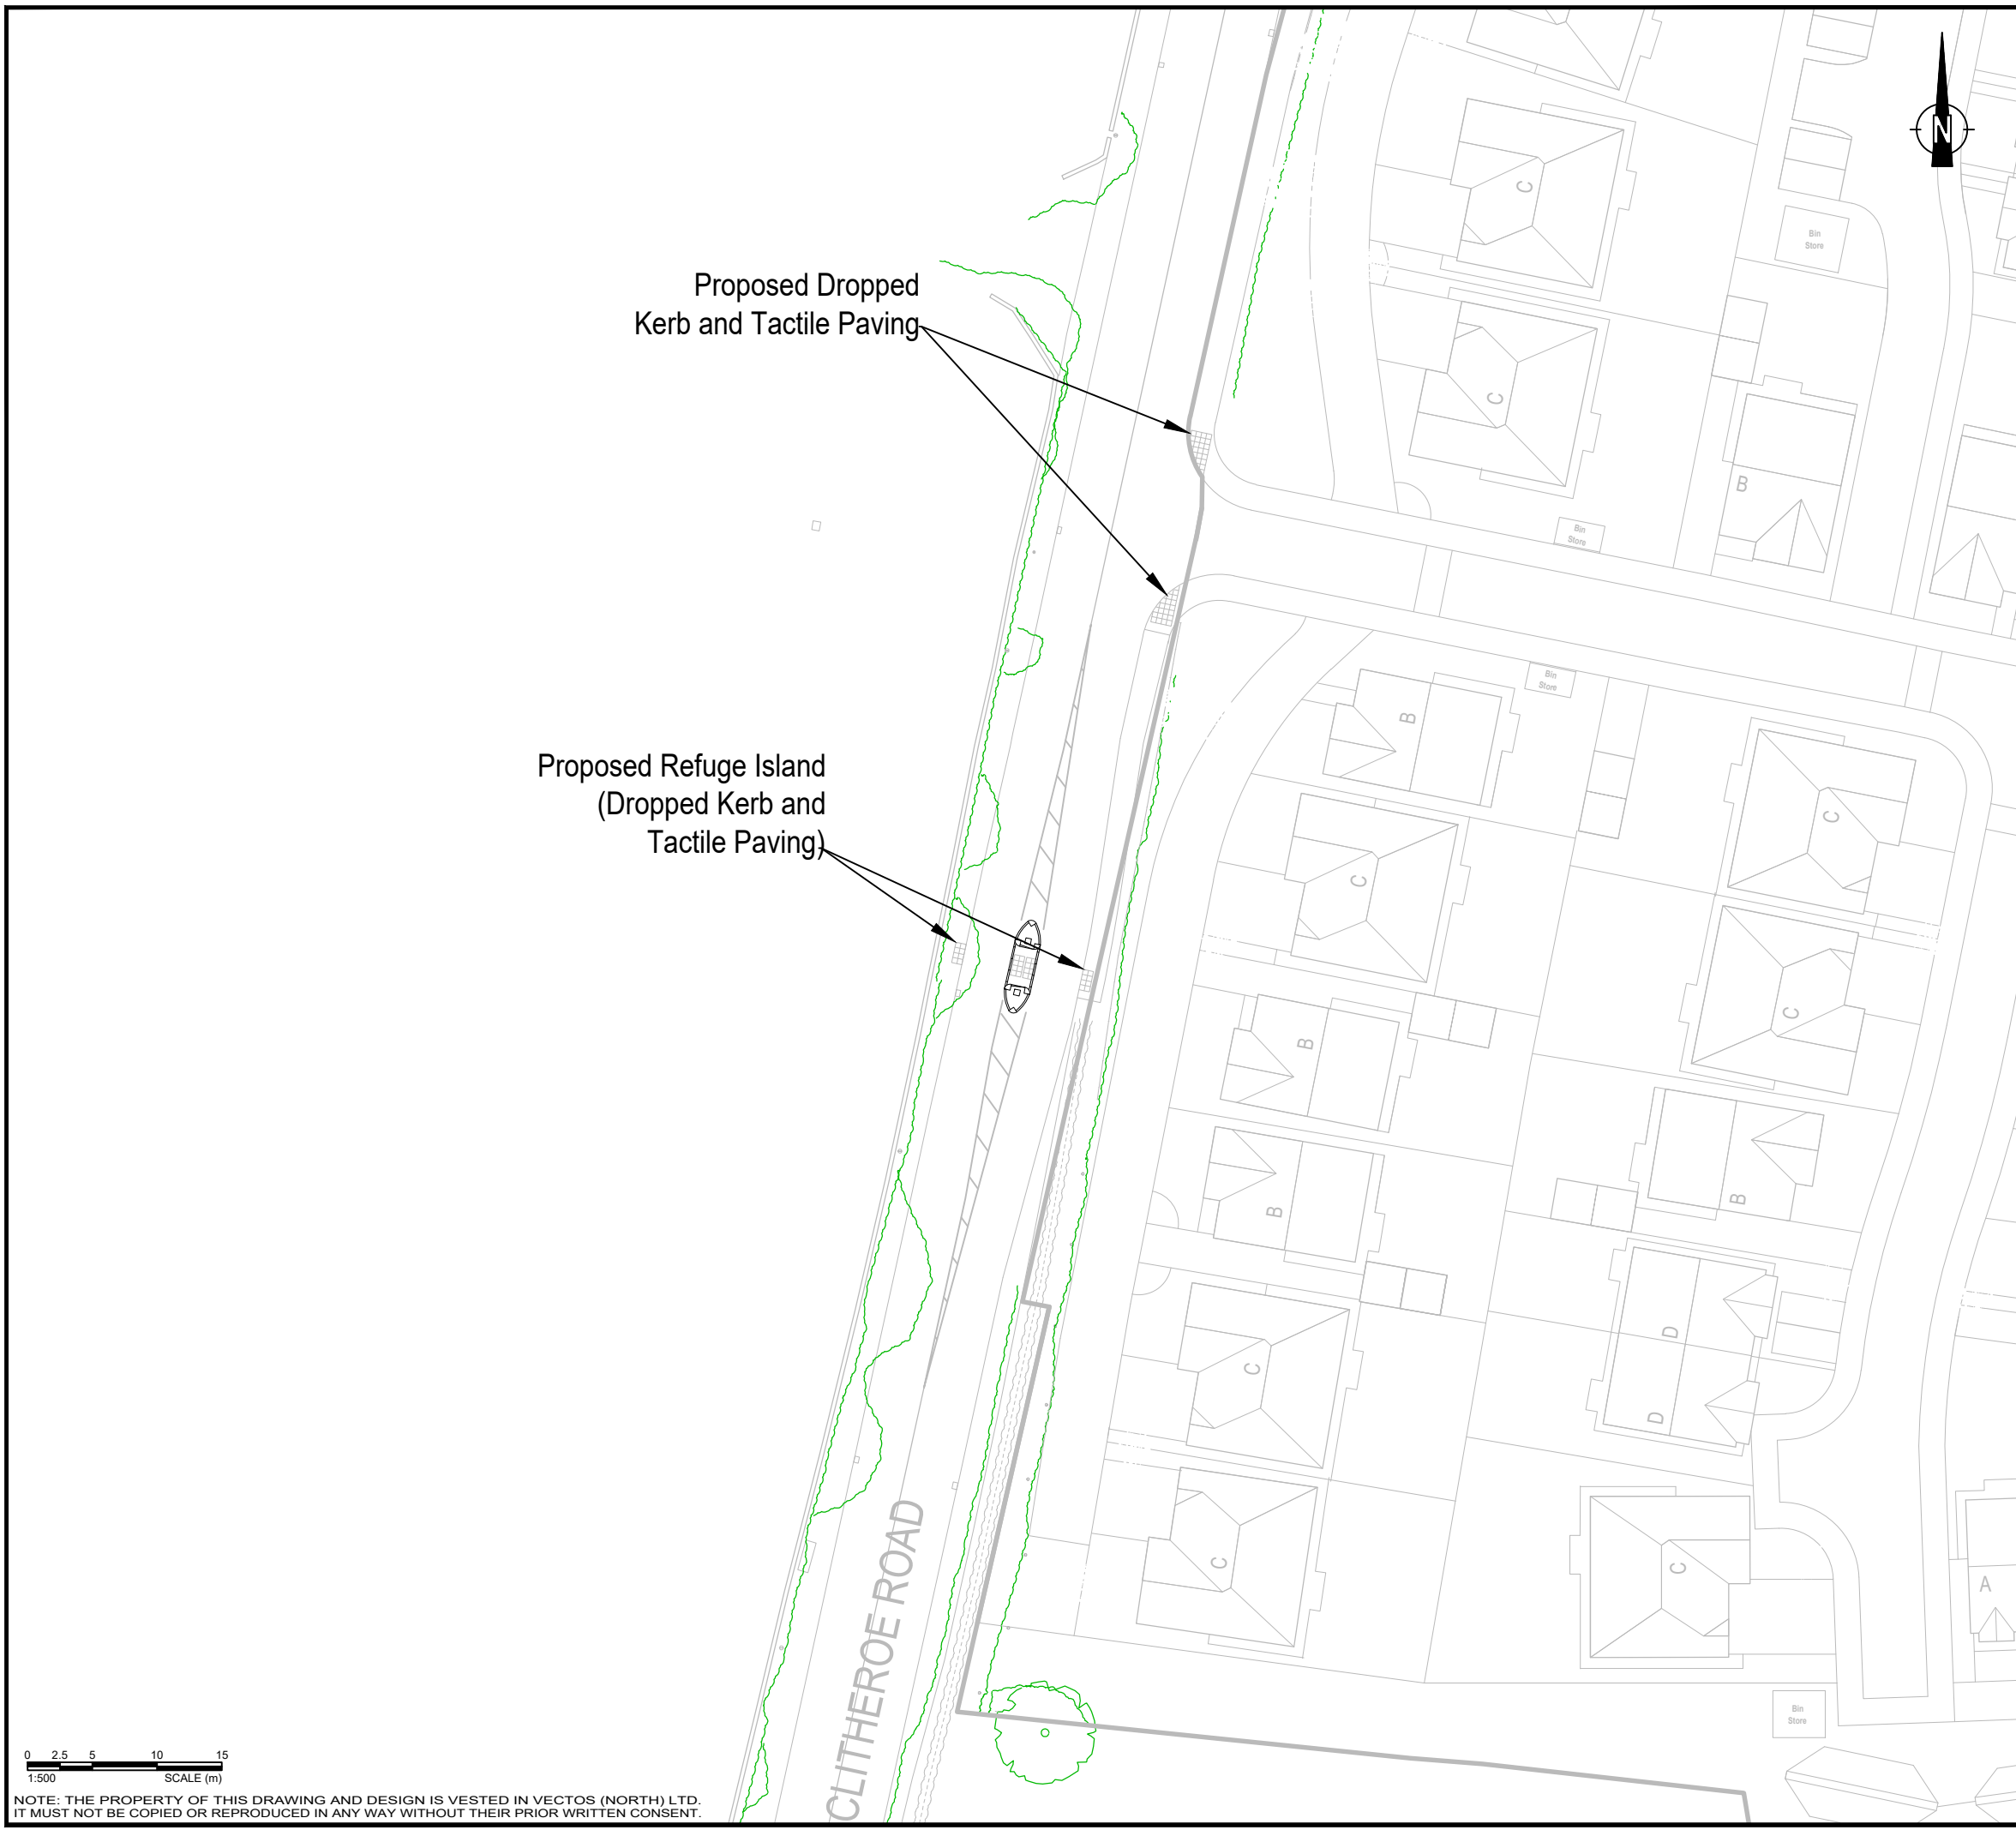 N
C
Bin
Store
Proposed Dropped
Kerb and Tactile Paving
C
B
Bin
Store
Bin
Store
B
Proposed Refuge Island
(Dropped Kerb and
Tactile Paving)
C
C
C
B
B
B
C
D
D
C
C
C
A
CLITHEROE ROAD
Bin
Store
0 2.5 5 10 15
1:500 SCALE (m)
NOTE: THE PROPERTY OF THIS DRAWING AND DESIGN IS VESTED IN VECTOS (NORTH) LTD.
IT MUST NOT BE COPIED OR REPRODUCED IN ANY WAY WITHOUT THEIR PRIOR WRITTEN CONSENT.